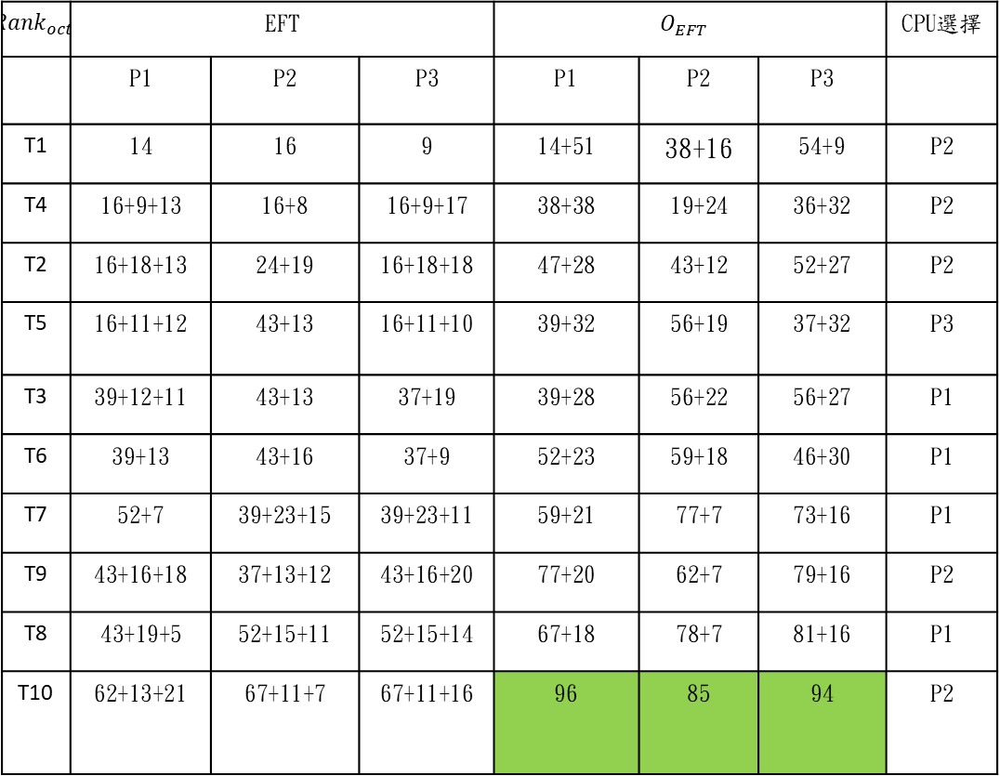 Rank_oct EFT O_EFT CPU選擇
P1 P2 P3 P1 P2 P3
T1 14 16 9 14+51 38+16 54+9 P2
T4 16+9+13 16+8 16+9+17 38+38 19+24 36+32 P2
T2 16+18+13 24+19 16+18+18 47+28 43+12 52+27 P2
T5 16+11+12 43+13 16+11+10 39+32 56+19 37+32 P3
T3 39+12+11 43+13 37+19 39+28 56+22 56+27 P1
T6 39+13 43+16 37+9 52+23 59+18 46+30 P1
T7 52+7 39+23+15 39+23+11 59+21 77+7 73+16 P1
T9 43+16+18 37+13+12 43+16+20 77+20 62+7 79+16 P2
T8 43+19+5 52+15+11 52+15+14 67+18 78+7 81+16 P1
T10 62+13+21 67+11+7 67+11+16 96 85 94 P2